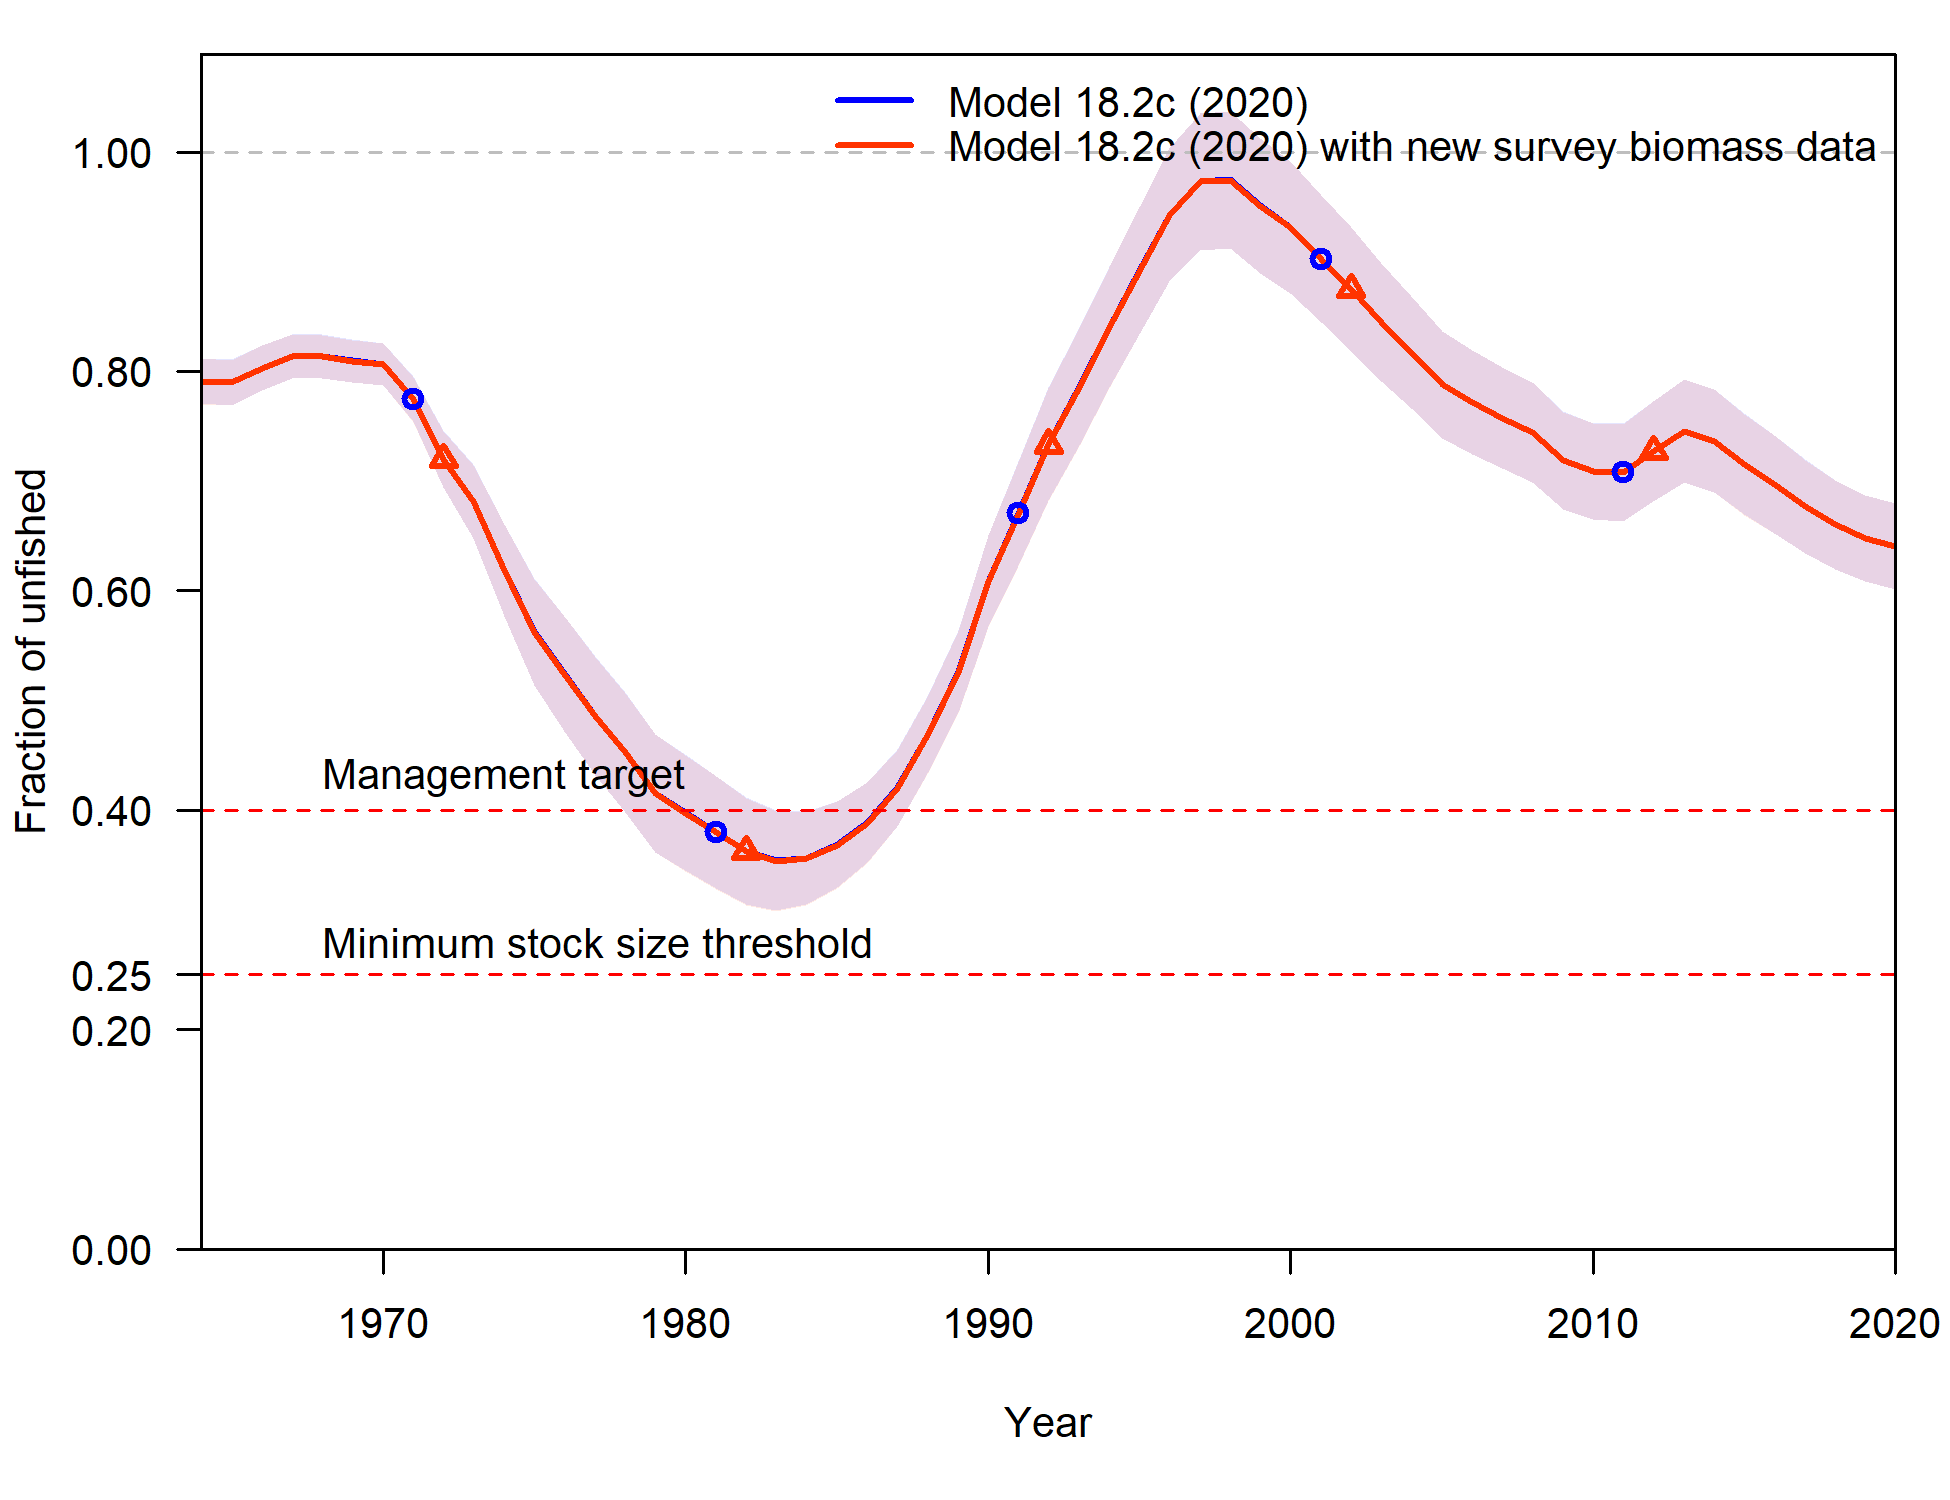 Model 18.2c (2020)
Model 18.2c (2020) with new survey biomass data
1.00
0.80
0.60
0.40
0.25
0.20
0.00
Fraction of unfished
Management target
Minimum stock size threshold
1970
1980
1990
2000
2010
2020
Year